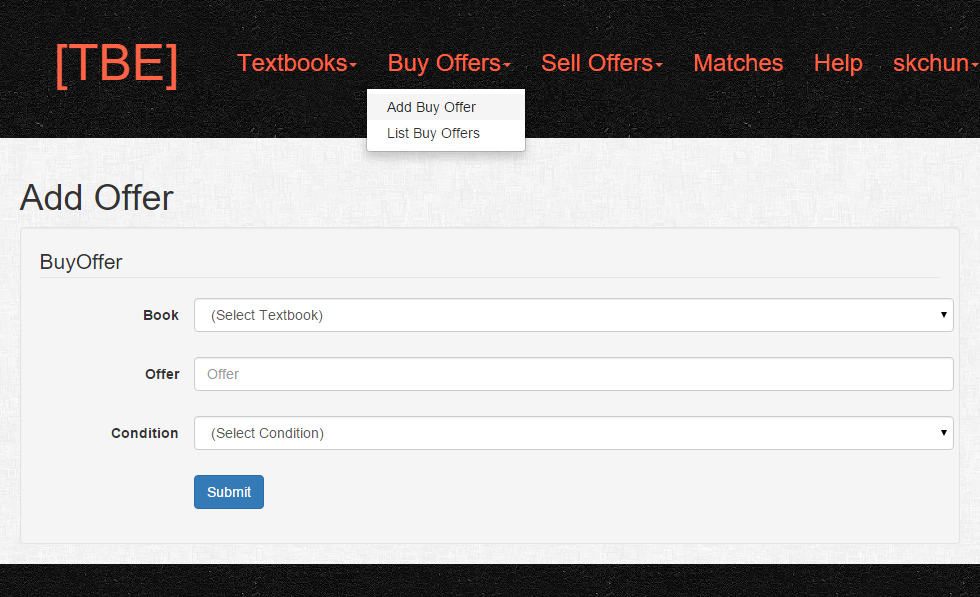 [TBE] Textbooks Buy Offers Sell Offers Matches Help skchun
Add Buy Offer
List Buy Offers
Add Offer
BuyOffer
Book (Select Textbook)
Offer Offer
Condition (Select Condition)
Submit